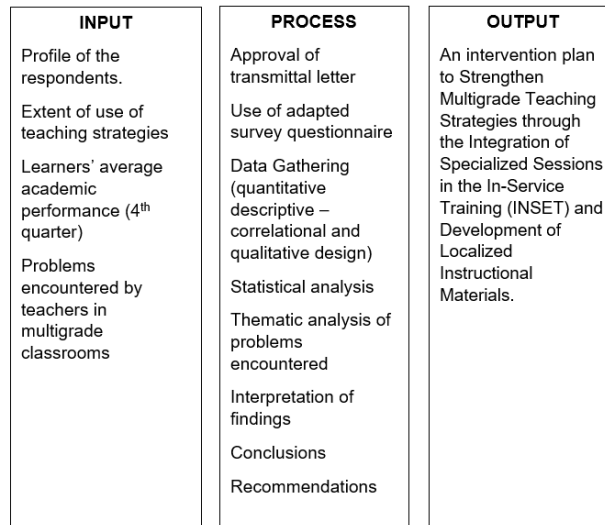 INPUT
Profile of the
respondents.
Extent of use of
teaching strategies
Learners' average
academic
performance (4th
quarter)
Problems
encountered by
teachers in
multigrade
classrooms
PROCESS
Approval of
transmittal letter
Use of adapted
survey questionnaire
Data Gathering
(quantitative
descriptive –
correlational and
qualitative design)
Statistical analysis
Thematic analysis of
problems
encountered
Interpretation of
findings
Conclusions
Recommendations
OUTPUT
An intervention plan
to Strengthen
Multigrade Teaching
Strategies through
the Integration of
Specialized Sessions
in the In-Service
Training (INSET) and
Development of
Localized
Instructional
Materials.